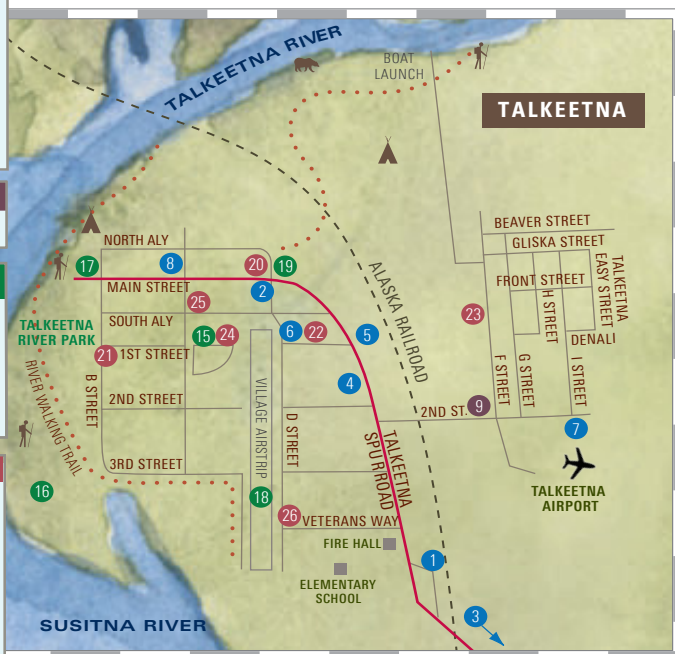 TALKEETNA RIVER
BOAT
LAUNCH
TALKEETNA
BEAVER STREET
GLISKA STREET
NORTH ALY
8
20
19
17
MAIN STREET
2
ALASKA RAILROAD
FRONT STREET
H STREET
TALKEETNA
EASY STREET
25
SOUTH ALY
23
TALKEETNA
RIVER PARK
15
24
6
22
5
DENALI
21
1ST STREET
F STREET
G STREET
I STREET
RIVER WALKING TRAIL
B STREET
VILLAGE AIRSTRIP
4
2ND STREET
D STREET
2ND ST.
9
7
TALKEETNA
SPUR ROAD
3RD STREET
16
18
TALKEETNA
AIRPORT
26
VETERANS WAY
FIRE HALL
1
ELEMENTARY
SCHOOL
3
SUSITNA RIVER